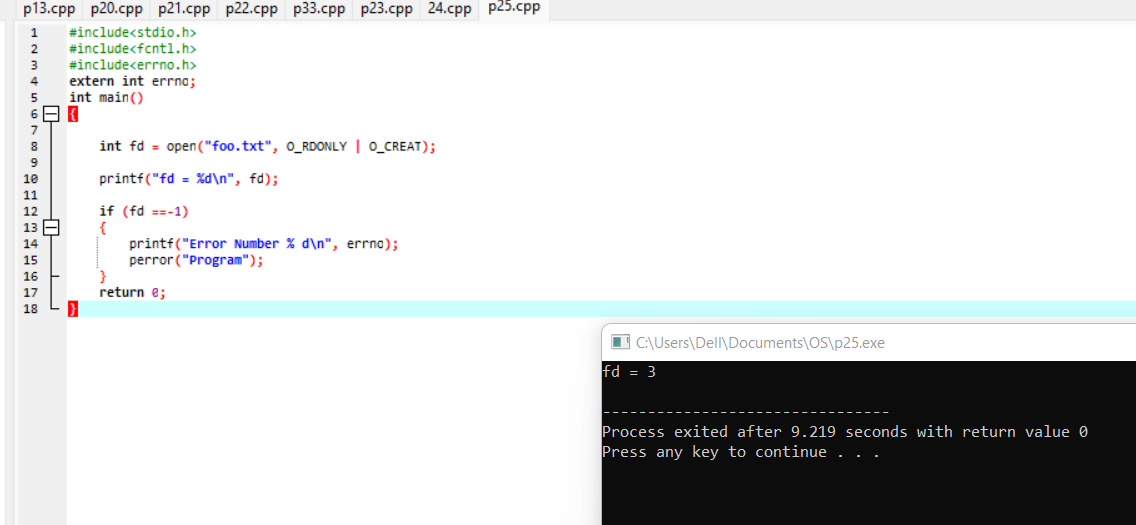 p13.cpp p20.cpp p21.cpp p22.cpp p33.cpp p23.cpp 24.cpp p25.cpp
1 #include<stdio.h>
2 #include<fcntl.h>
3 #include<errno.h>
4 extern int errno;
5 int main()
6 {
7
8 int fd = open("foo.txt", O_RDONLY | O_CREAT);
9
10 printf("fd = %d\n", fd);
11
12 if (fd ==-1)
13 {
14 printf("Error Number % d\n", errno);
15 perror("Program");
16 }
17 return 0;
18 }
C:\Users\Dell\Documents\OS\p25.exe
fd = 3
--------------------------------
Process exited after 9.219 seconds with return value 0
Press any key to continue . . .